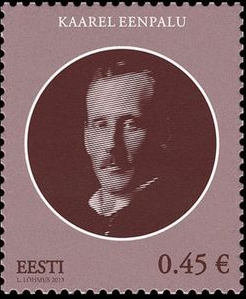 KAAREL EENPALU
EESTI 0.45 €
L. LÕHMUS 2013